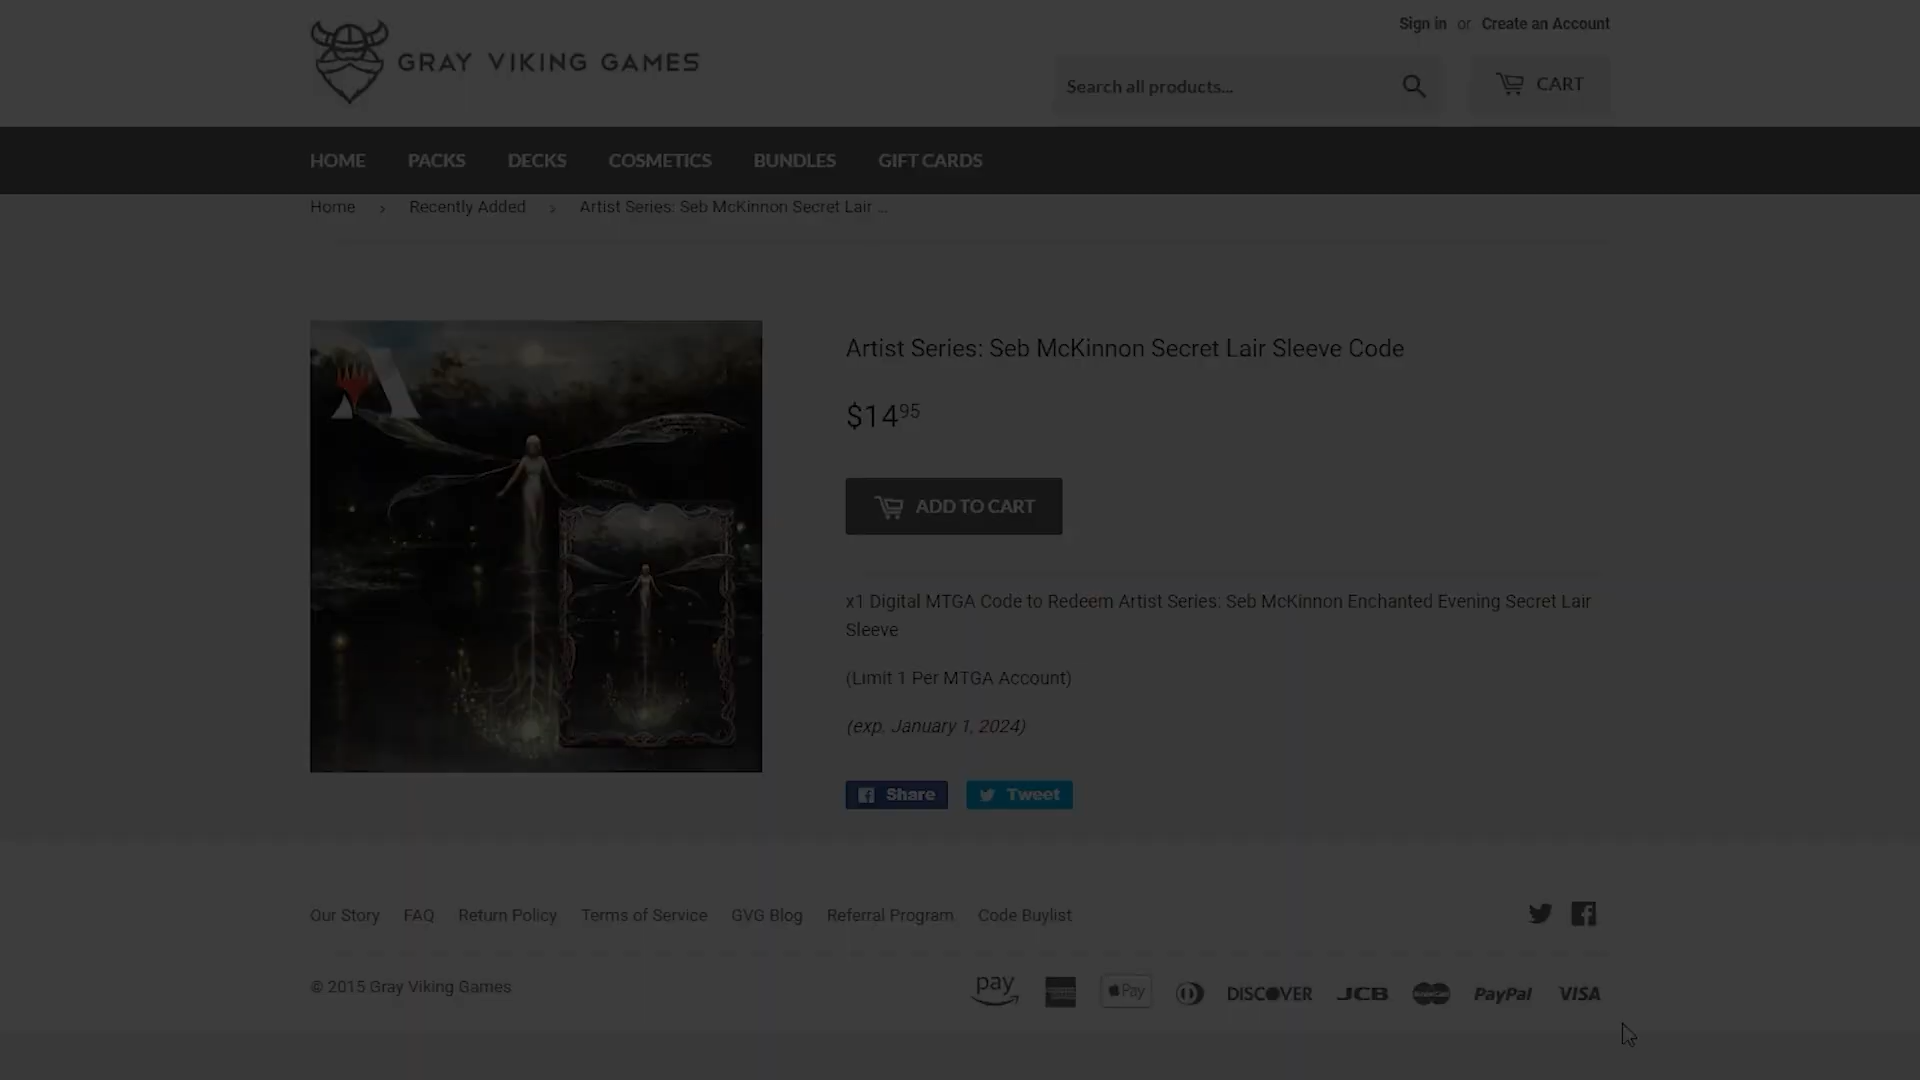 GRAY VIKING GAMES
Sign in or Create an Account
Search all products...
CART
HOME PACKS DECKS COSMETICS BUNDLES GIFT CARDS
Home › Recently Added › Artist Series: Seb McKinnon Secret Lair ...
Artist Series: Seb McKinnon Secret Lair Sleeve Code
$14 95
ADD TO CART
x1 Digital MTGA Code to Redeem Artist Series: Seb McKinnon Enchanted Evening Secret Lair
Sleeve
(Limit 1 Per MTGA Account)
(exp. January 1, 2024)
Share Tweet
Our Story FAQ Return Policy Terms of Service GVG Blog Referral Program Code Buylist
© 2015 Gray Viking Games
pay Pay DISCOVER JCB PayPal VISA